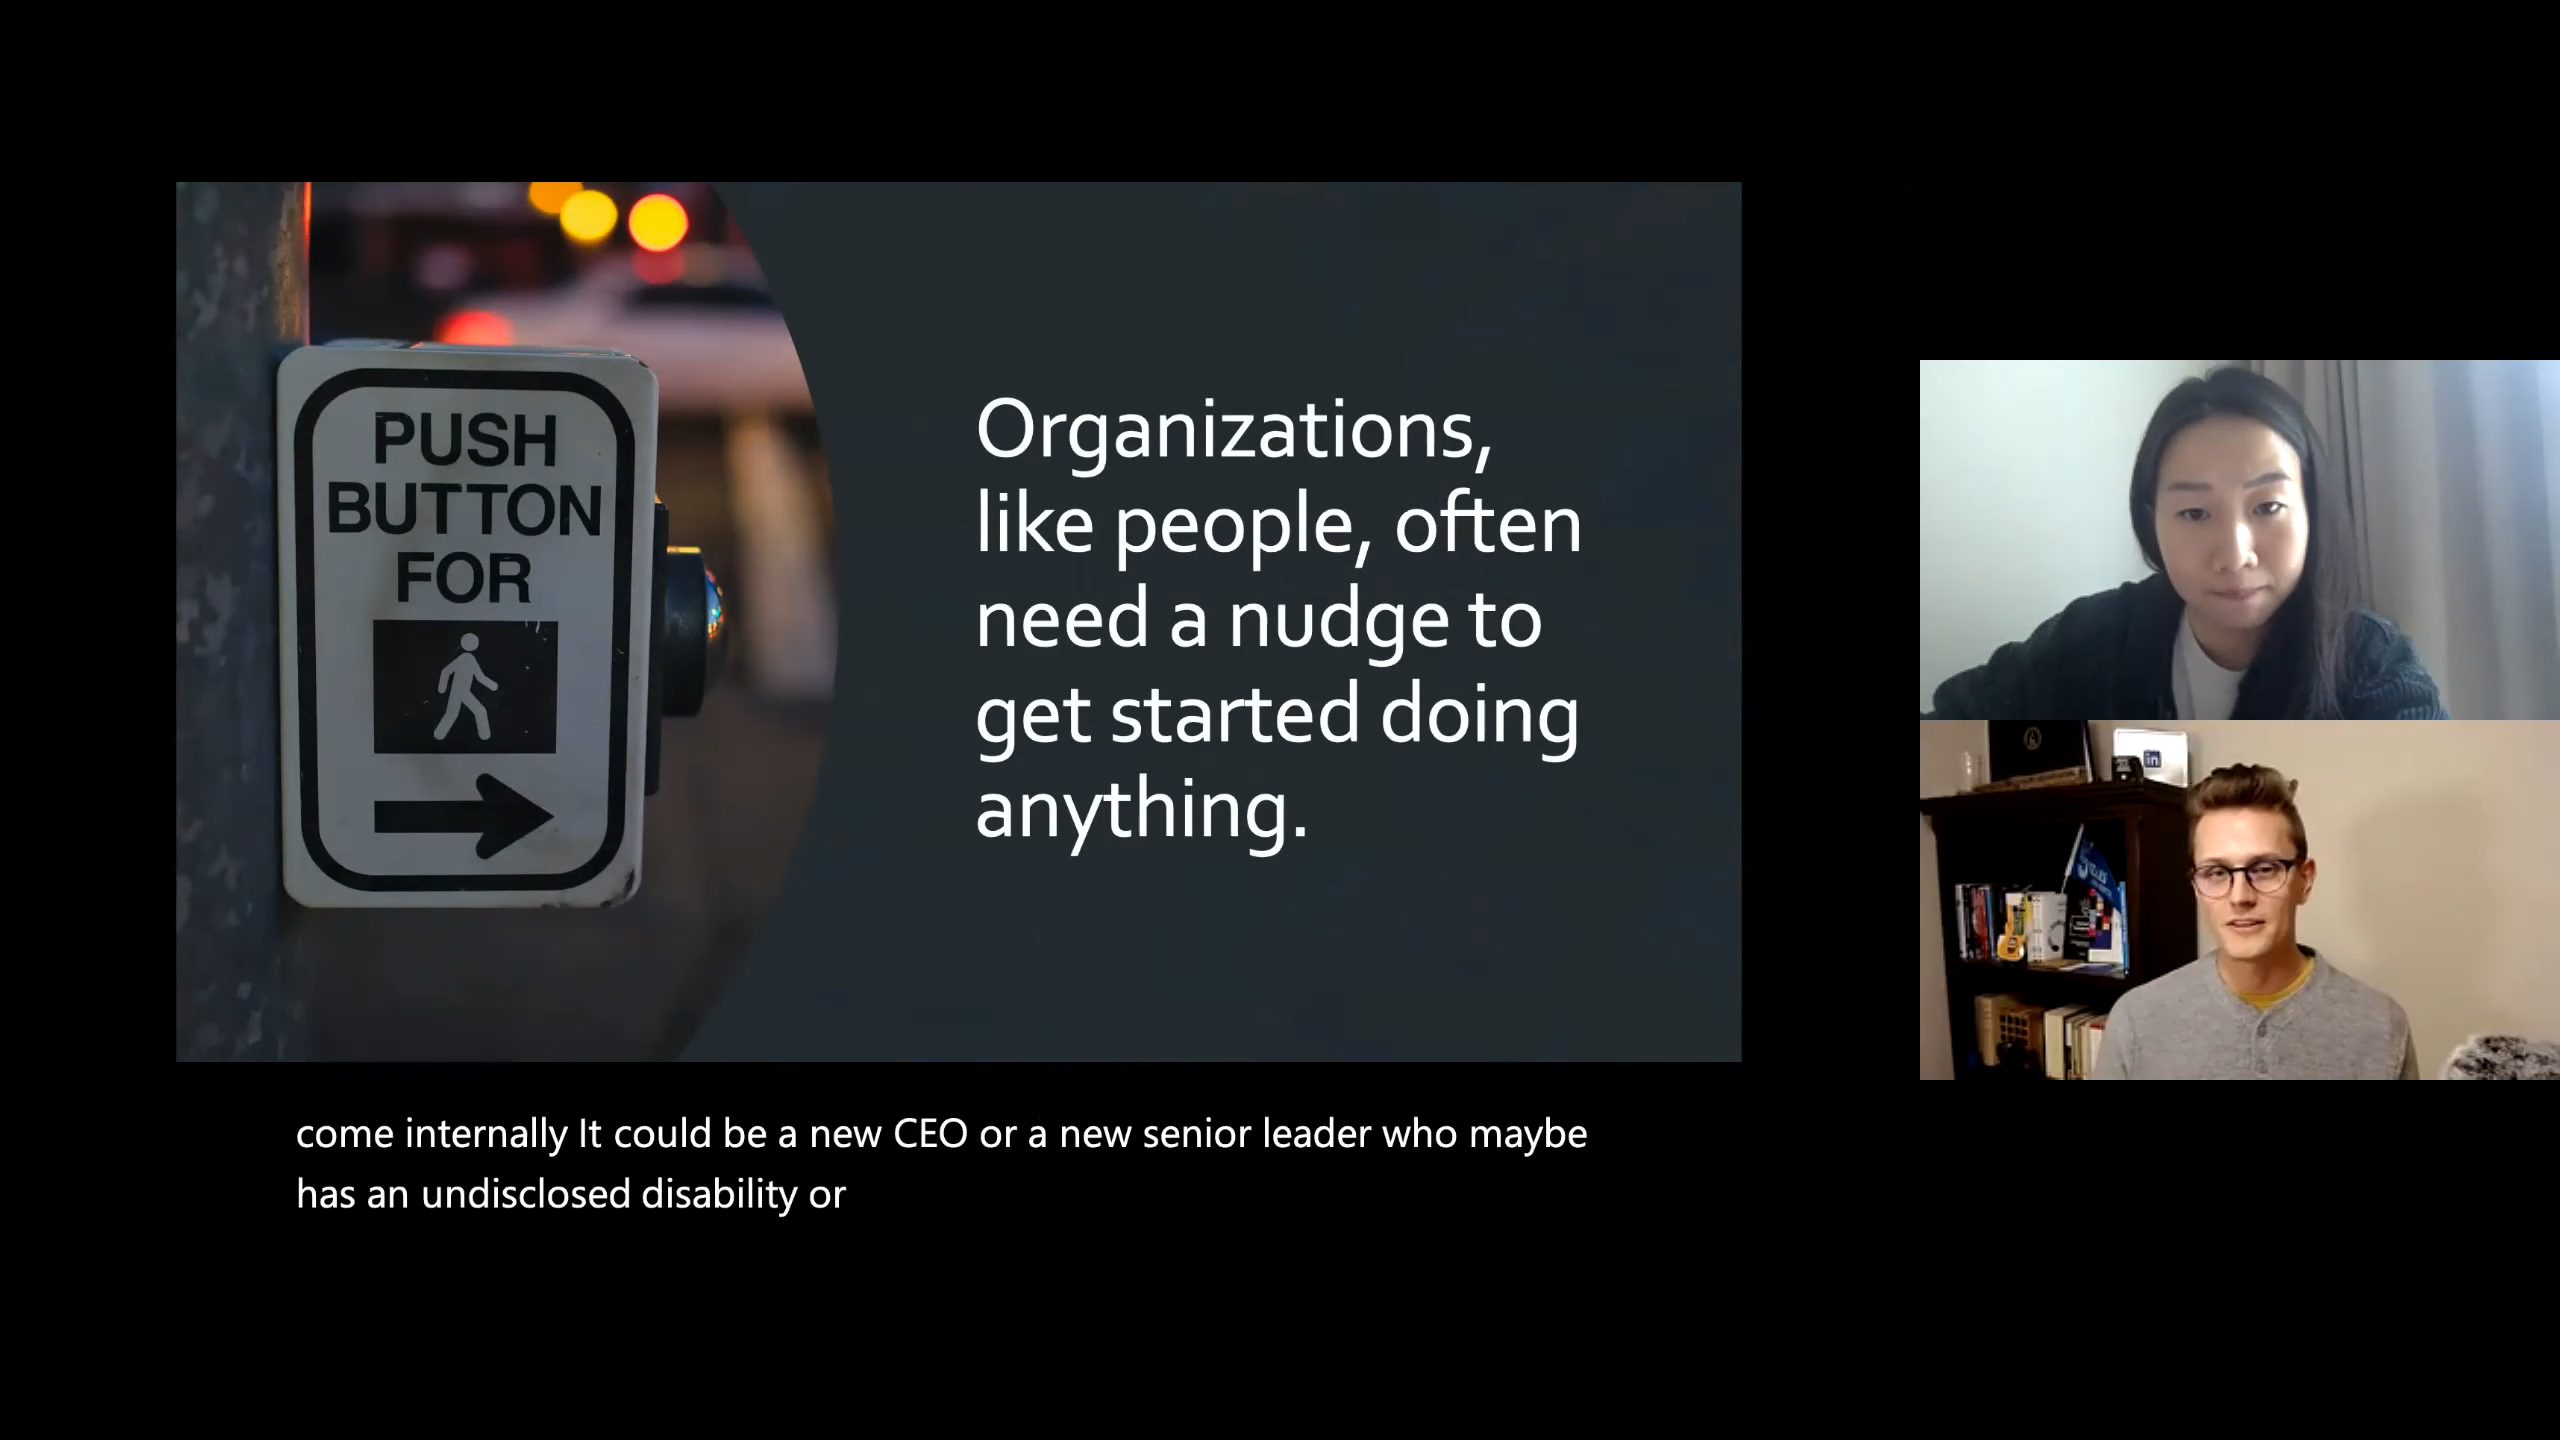 PUSH
BUTTON
FOR
Organizations,
like people, often
need a nudge to
get started doing
anything.
in
come internally It could be a new CEO or a new senior leader who maybe
has an undisclosed disability or